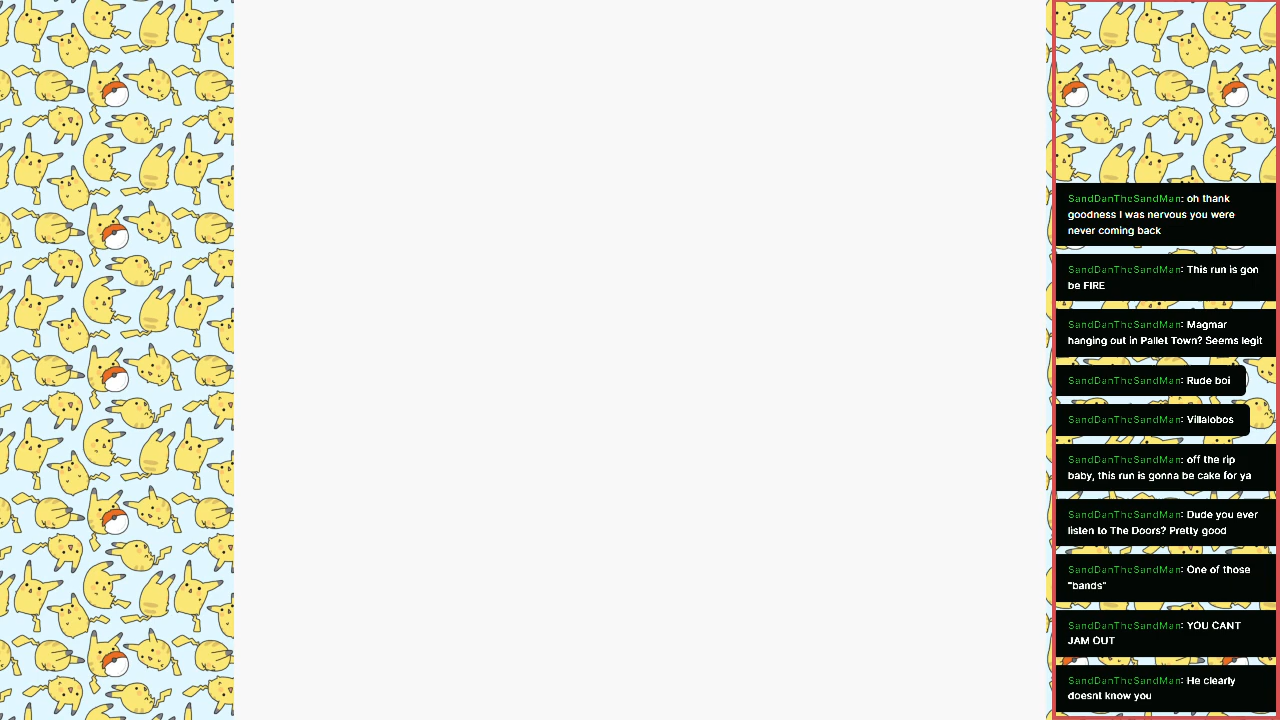 SandDanTheSandMan: oh thank
goodness I was nervous you were
never coming back
SandDanTheSandMan: This run is gon
be FIRE
SandDanTheSandMan: Magmar
hanging out in Pallet Town? Seems legit
SandDanTheSandMan: Rude boi
SandDanTheSandMan: Villalobos
SandDanTheSandMan: off the rip
baby, this run is gonna be cake for ya
SandDanTheSandMan: Dude you ever
listen to The Doors? Pretty good
SandDanTheSandMan: One of those
"bands"
SandDanTheSandMan: YOU CANT
JAM OUT
SandDanTheSandMan: He clearly
doesnt know you